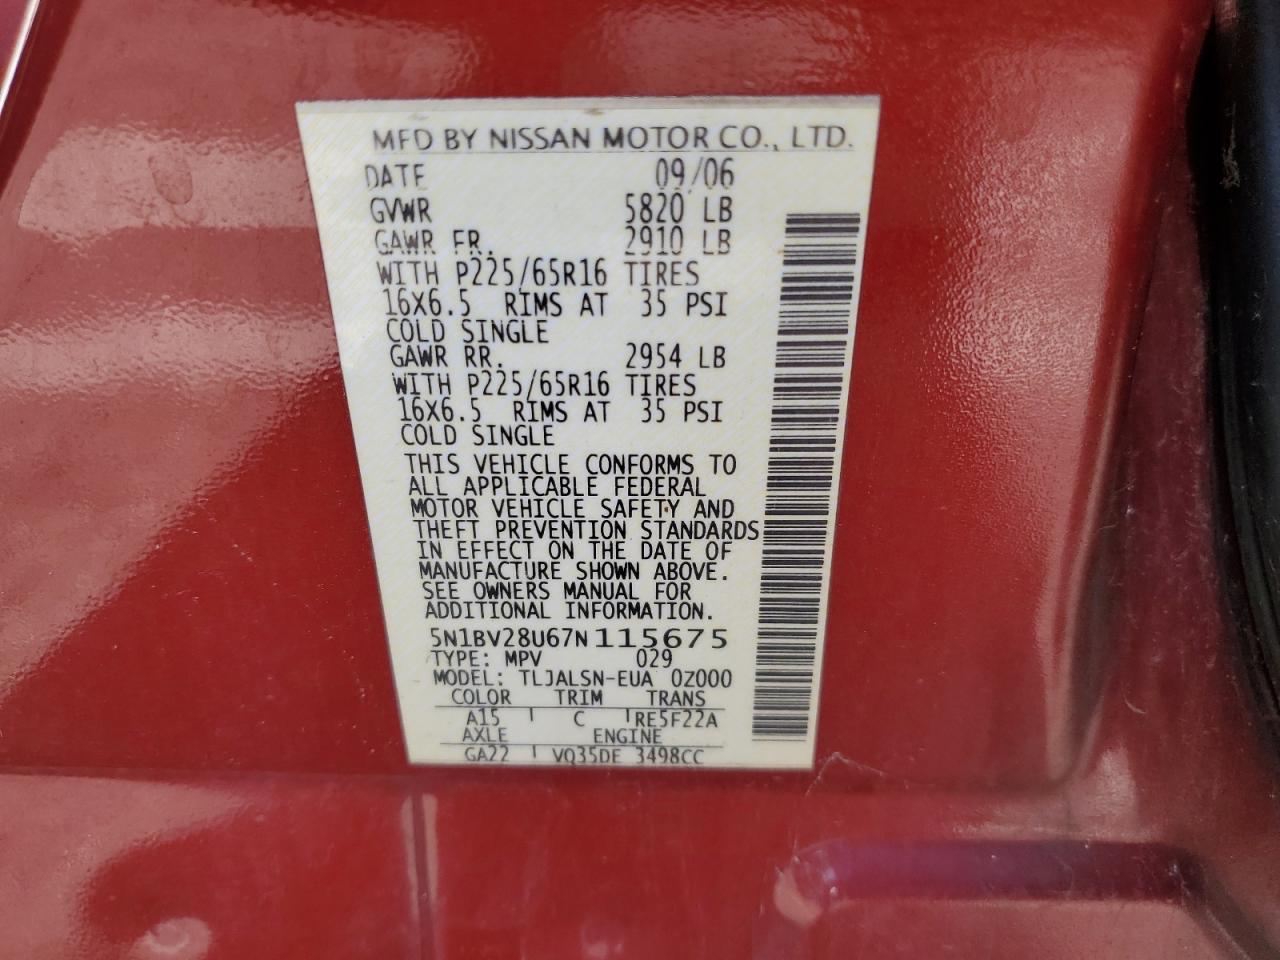 MFD BY NISSAN MOTOR CO., LTD.
DATE 09/06
GVWR 5820 LB
GAWR FR. 2910 LB
WITH P225/65R16 TIRES
16X6.5 RIMS AT 35 PSI
COLD SINGLE
GAWR RR. 2954 LB
WITH P225/65R16 TIRES
16X6.5 RIMS AT 35 PSI
COLD SINGLE
THIS VEHICLE CONFORMS TO
ALL APPLICABLE FEDERAL
MOTOR VEHICLE SAFETY AND
THEFT PREVENTION STANDARDS
IN EFFECT ON THE DATE OF
MANUFACTURE SHOWN ABOVE.
SEE OWNERS MANUAL FOR
ADDITIONAL INFORMATION.
5N1BV28U67N115675
TYPE: MPV 029
MODEL: TLJALSN-EUA 0Z000
COLOR TRIM TRANS
A15 C RE5F22A
AXLE ENGINE
GA22 VQ35DE 3498CC